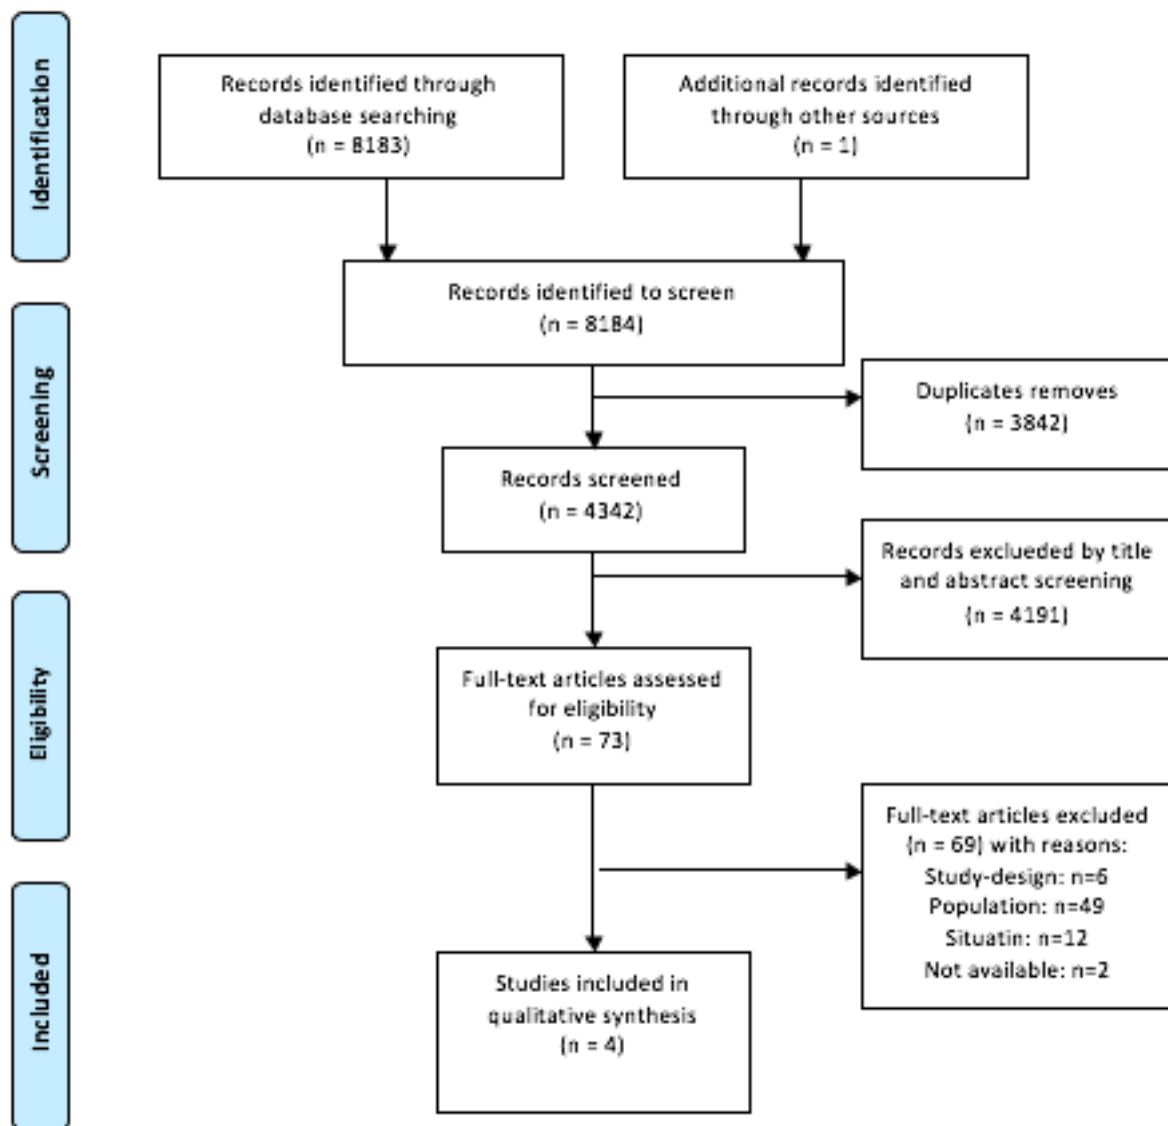 Identification
Records identified through
database searching
(n = 8183)
Additional records identified
through other sources
(n = 1)
Records identified to screen
(n = 8184)
Screening
Duplicates removes
(n = 3842)
Records screened
(n = 4342)
Records exclueded by title
and abstract screening
(n = 4191)
Eligibility
Full-text articles assessed
for eligibility
(n = 73)
Full-text articles excluded
(n = 69) with reasons:
Study-design: n=6
Population: n=49
Situatin: n=12
Not available: n=2
Included
Studies included in
qualitative synthesis
(n = 4)